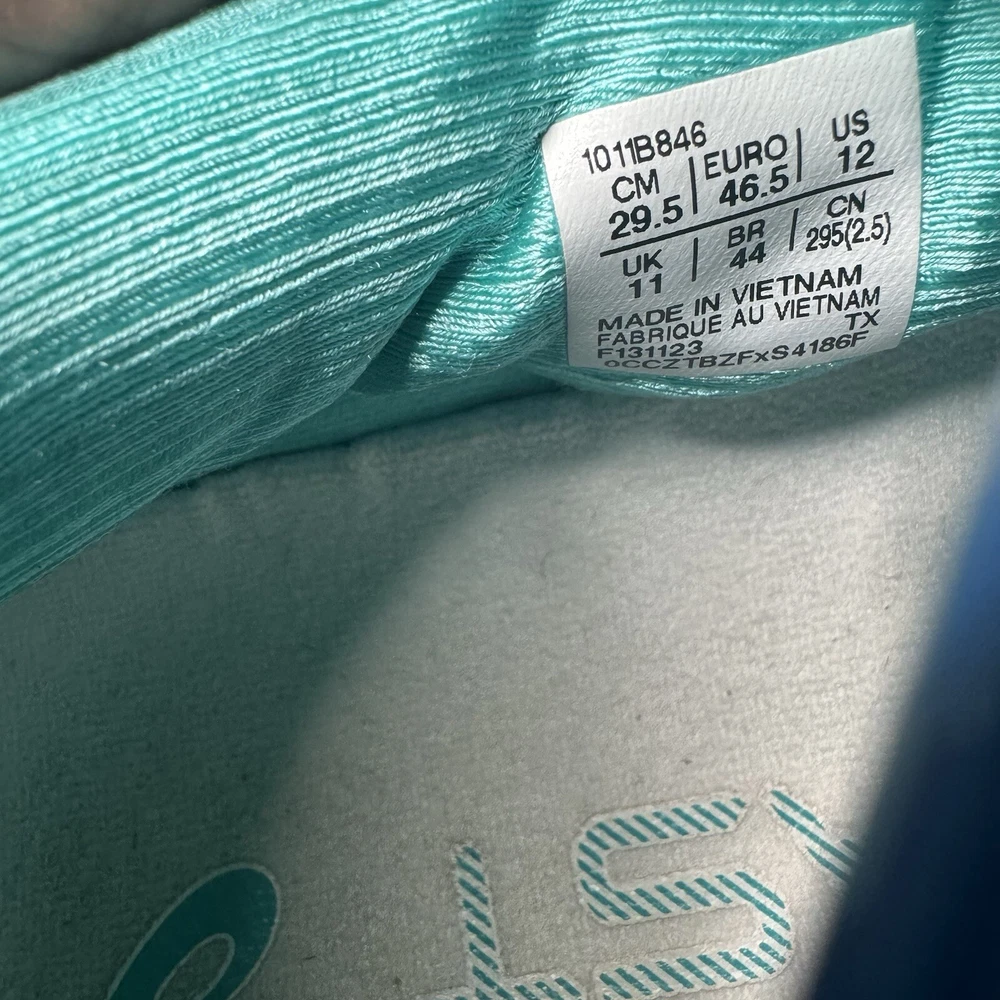 1011B846
CM | EURO | US
29.5 46.5 12
UK | BR | CN
11 44 295(2.5)
MADE IN VIETNAM
FABRIQUE AU VIETNAM
F131123 TX